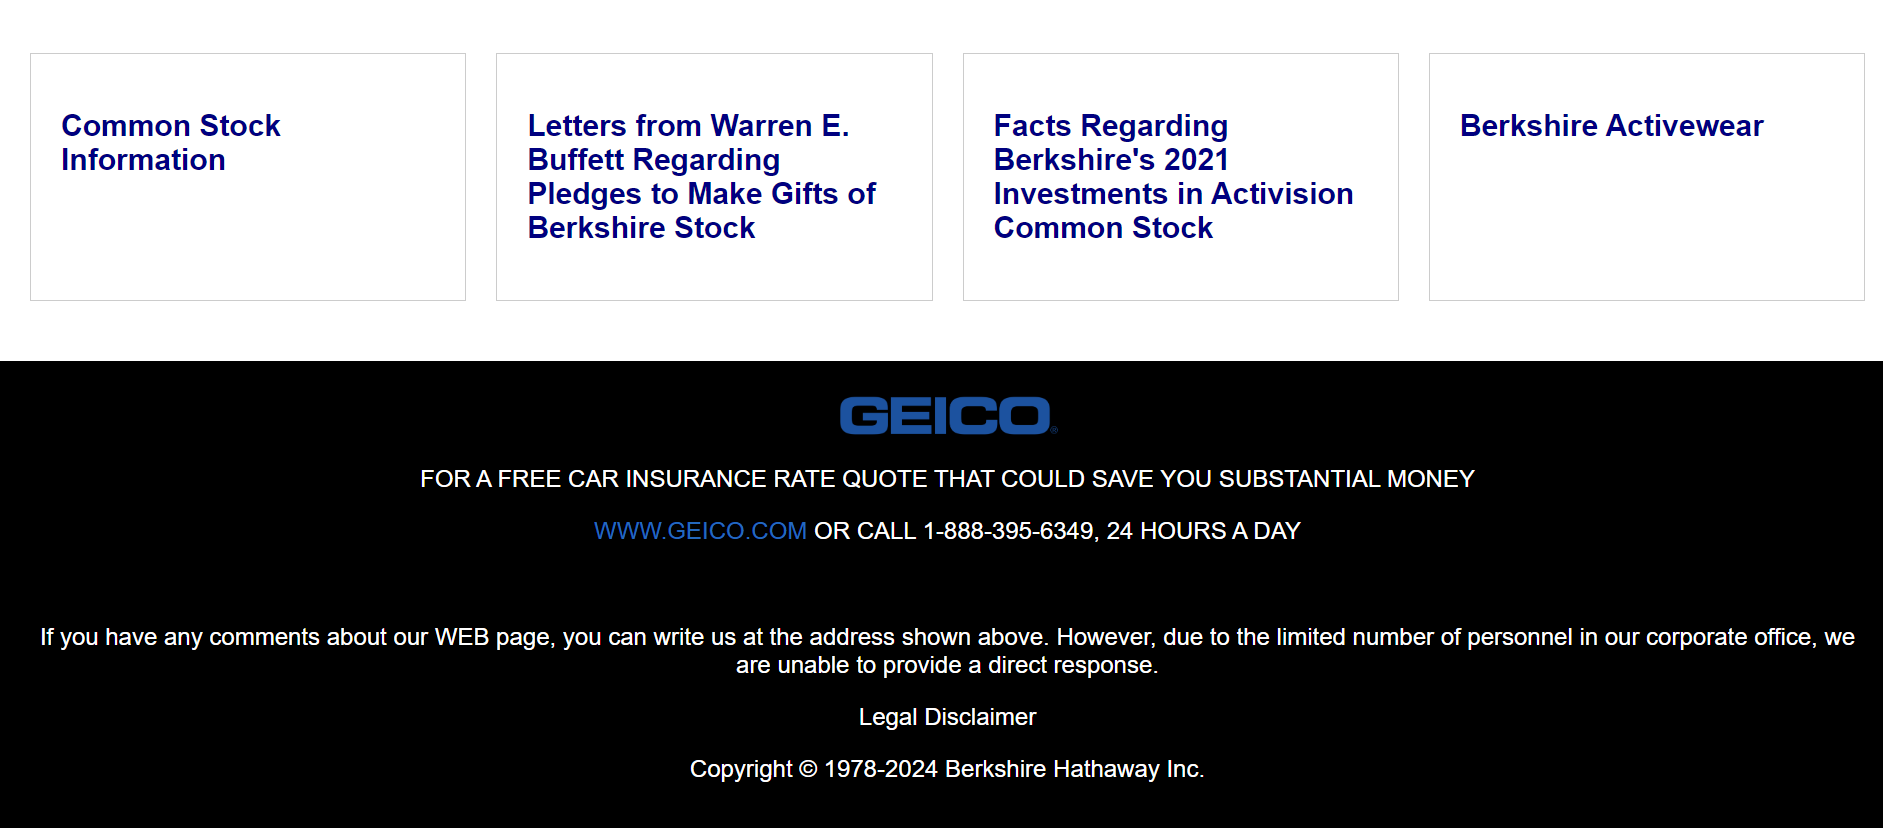 Common Stock
Information
Letters from Warren E.
Buffett Regarding
Pledges to Make Gifts of
Berkshire Stock
Facts Regarding
Berkshire's 2021
Investments in Activision
Common Stock
Berkshire Activewear
GEICO®
FOR A FREE CAR INSURANCE RATE QUOTE THAT COULD SAVE YOU SUBSTANTIAL MONEY
WWW.GEICO.COM OR CALL 1-888-395-6349, 24 HOURS A DAY
If you have any comments about our WEB page, you can write us at the address shown above. However, due to the limited number of personnel in our corporate office, we
are unable to provide a direct response.
Legal Disclaimer
Copyright © 1978-2024 Berkshire Hathaway Inc.